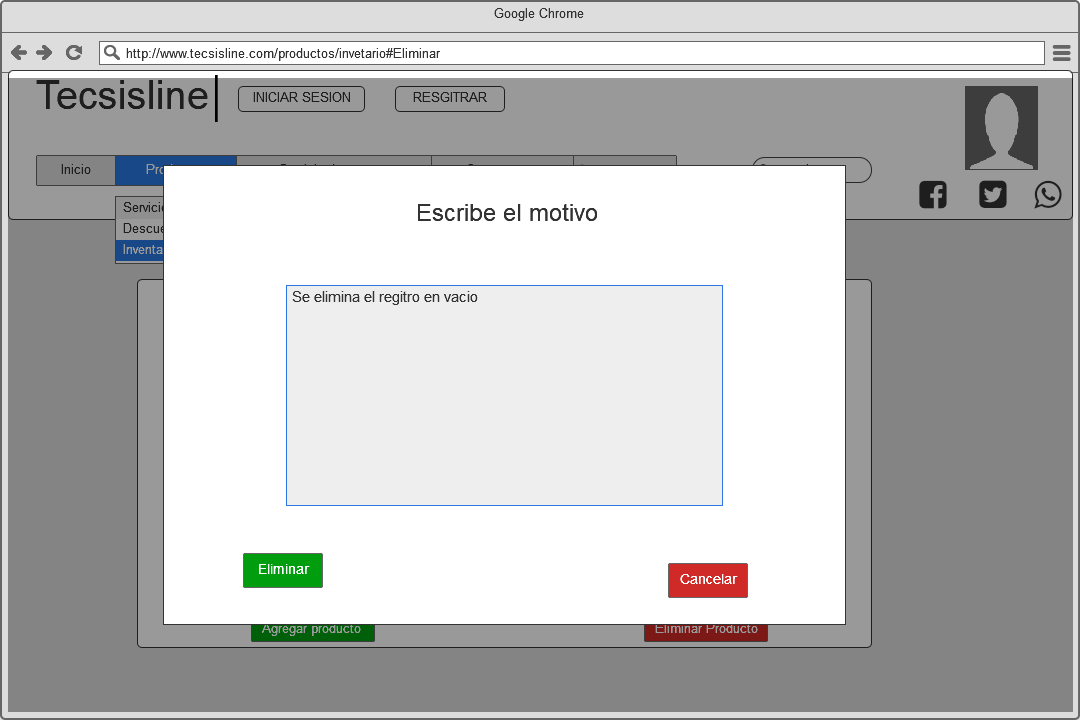 Google Chrome
http://www.tecsisline.com/productos/invetario#Eliminar
Tecsisline
INICIAR SESION
RESGITRAR
Inicio
Servicio
Escribe el motivo
Se elimina el regitro en vacio
Eliminar
Cancelar
Agregar producto
Eliminar Producto